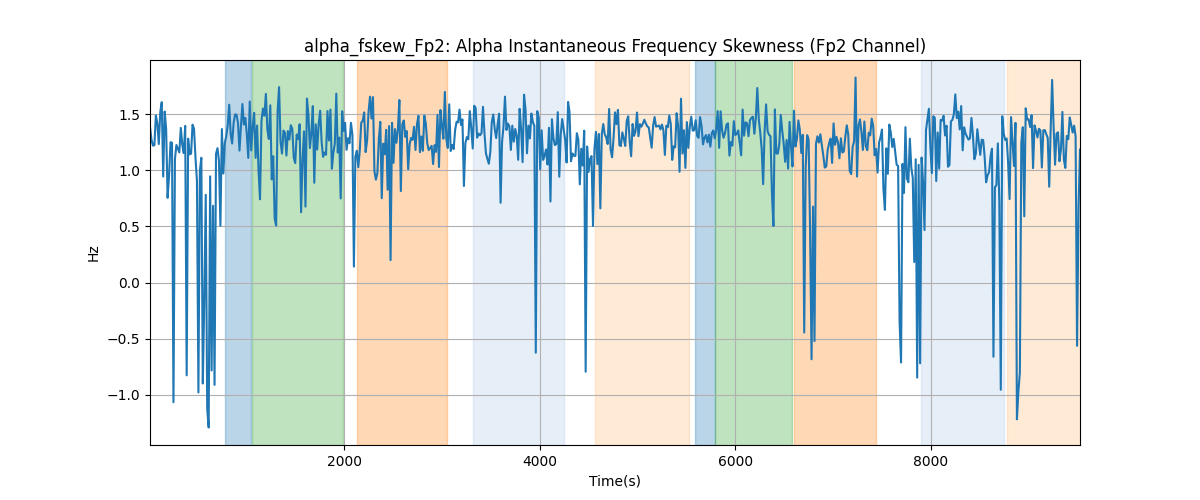 alpha_fskew_Fp2: Alpha Instantaneous Frequency Skewness (Fp2 Channel)
1.5
1.0
0.5
0.0
−0.5
−1.0
Hz
2000 4000 6000 8000
Time(s)